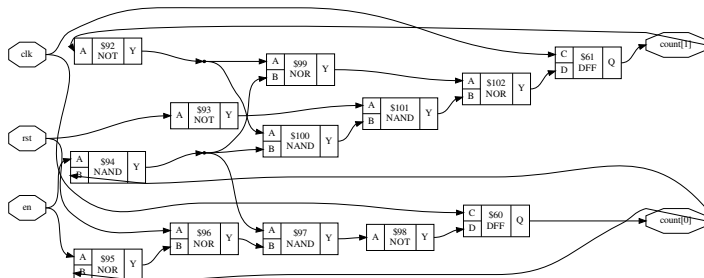 clk
rst
en
A $92 NOT Y
A $93 NOT Y
A B $94 NAND Y
A B $95 NOR Y
A B $96 NOR Y
A B $99 NOR Y
A B $100 NAND Y
A B $97 NAND Y
A B $101 NAND Y
A $98 NOT Y
A B $102 NOR Y
C D $61 DFF Q
C D $60 DFF Q
count[1]
count[0]